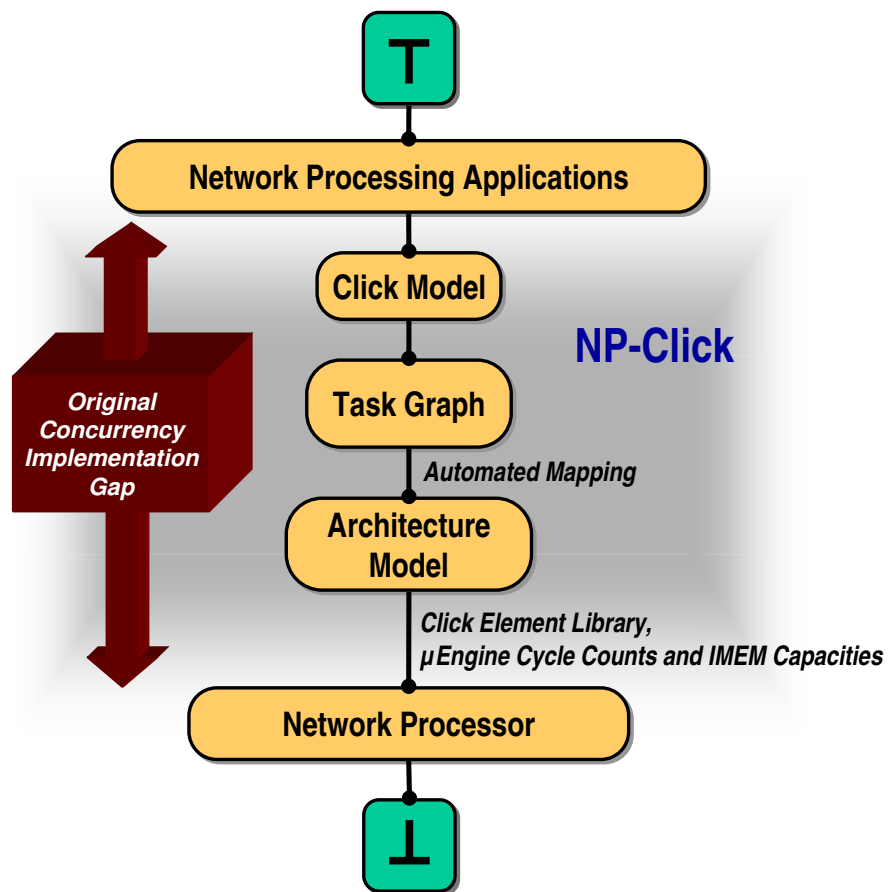 ⊤
Network Processing Applications
Click Model
NP-Click
Original
Concurrency
Implementation
Gap
Task Graph
Automated Mapping
Architecture
Model
Click Element Library,
µEngine Cycle Counts and IMEM Capacities
Network Processor
⊥